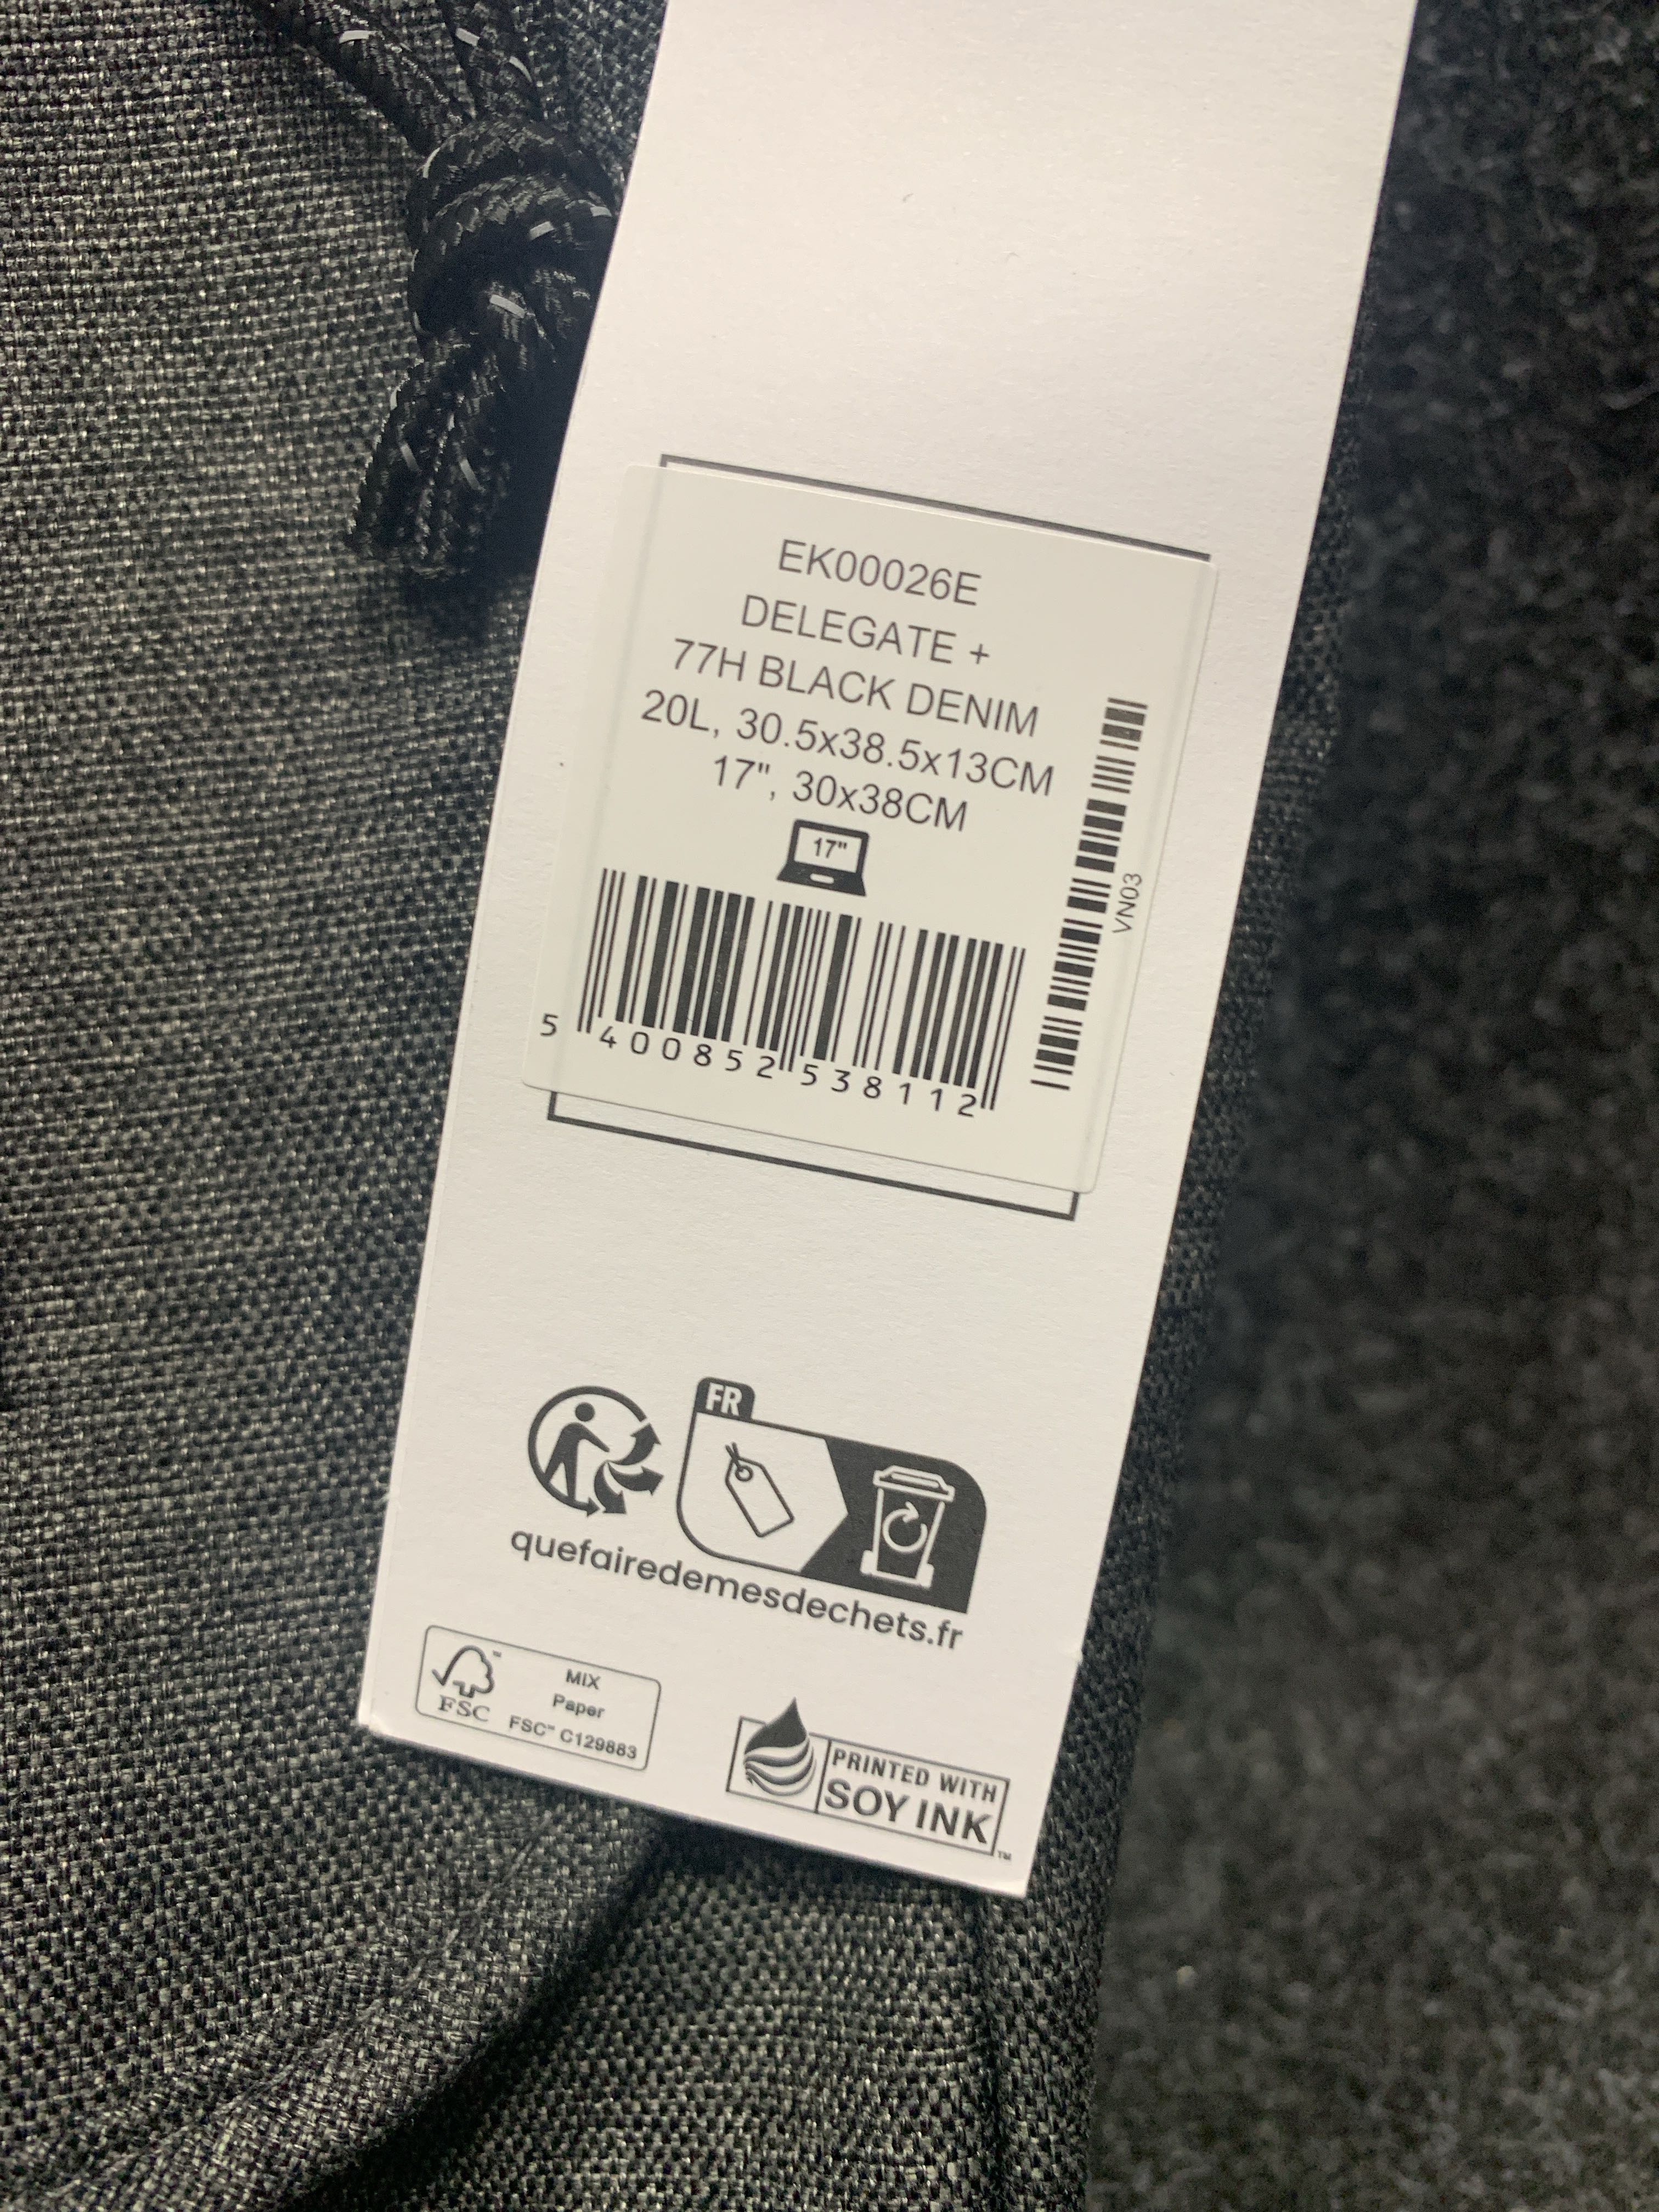 EK00026E
DELEGATE +
77H BLACK DENIM
20L, 30.5x38.5x13CM
17", 30x38CM
17"
VN03
5 400852 538112
FR
quefairedemesdechets.fr
FSC
MIX
Paper
FSC™ C129883
PRINTED WITH
SOY INK™